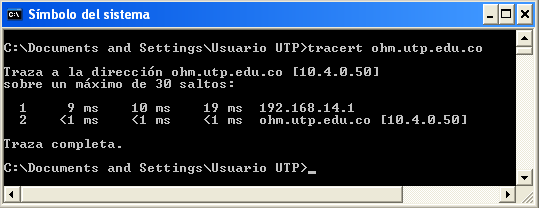 Símbolo del sistema
C:\Documents and Settings\Usuario UTP>tracert ohm.utp.edu.co
Traza a la dirección ohm.utp.edu.co [10.4.0.50]
sobre un máximo de 30 saltos:
1     9 ms    10 ms    19 ms  192.168.14.1
2    <1 ms    <1 ms    <1 ms  ohm.utp.edu.co [10.4.0.50]
Traza completa.
C:\Documents and Settings\Usuario UTP>_